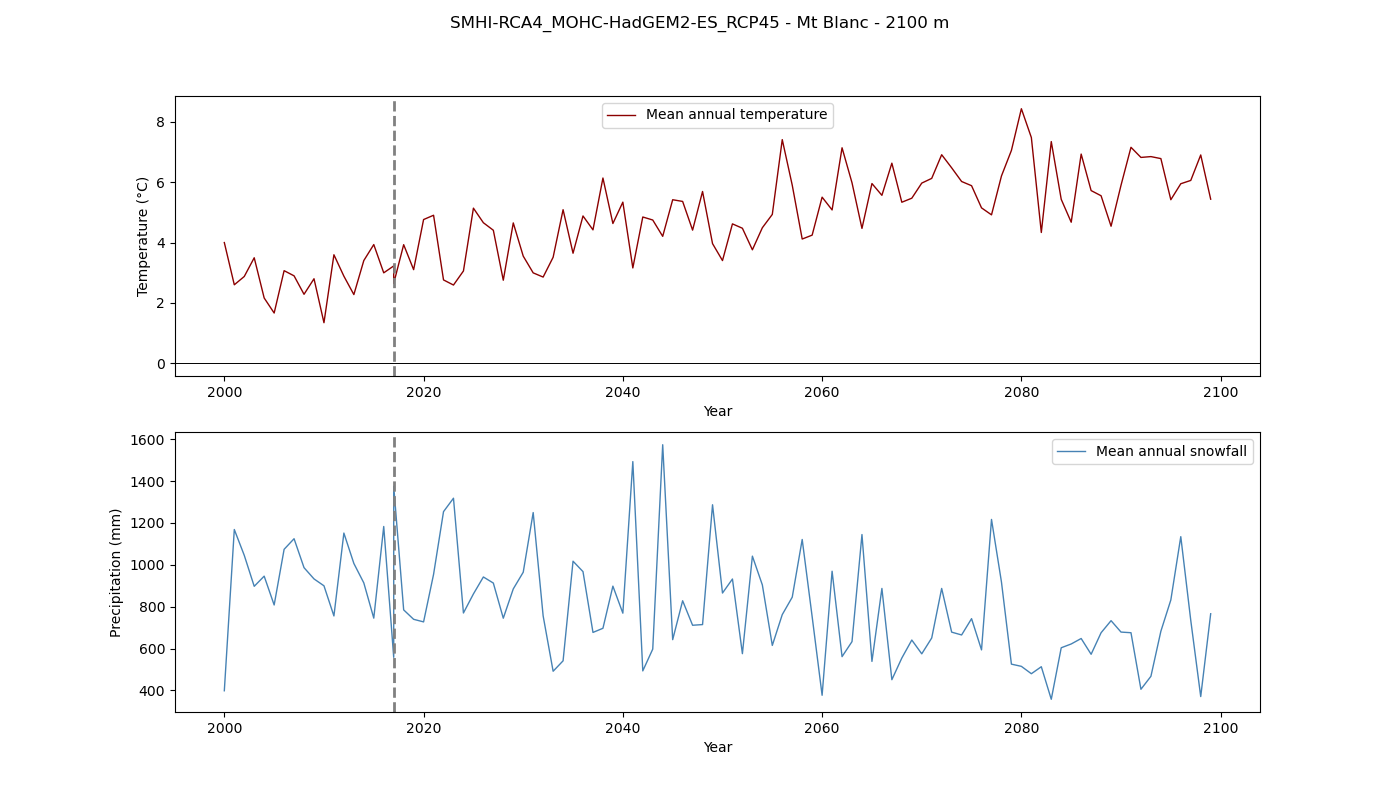 SMHI-RCA4_MOHC-HadGEM2-ES_RCP45 - Mt Blanc - 2100 m
Mean annual temperature
8
6
4
2
0
Temperature (°C)
2000 2020 2040 2060 2080 2100
Year
Mean annual snowfall
1600
1400
1200
1000
800
600
400
Precipitation (mm)
2000 2020 2040 2060 2080 2100
Year